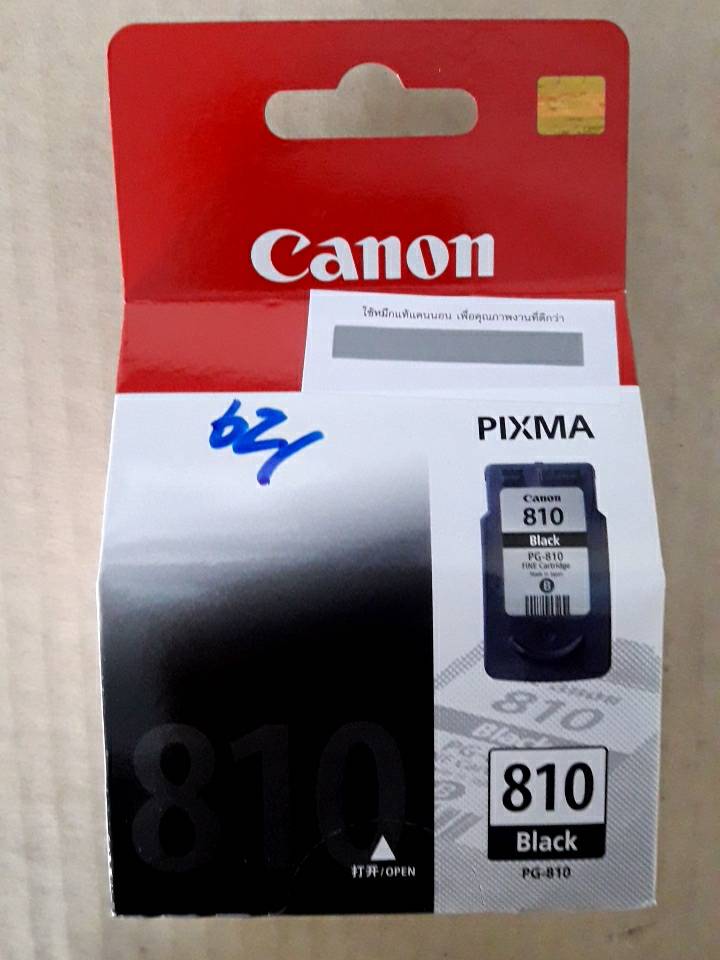 Canon
ใช้หมึกแท้แคนนอน เพื่อคุณภาพงานที่ดีกว่า
PIXMA
Canon
810
Black
PG-810
FINE Cartridge
Made in Japan
B
810
810
Black
PG-810
810
打开/OPEN